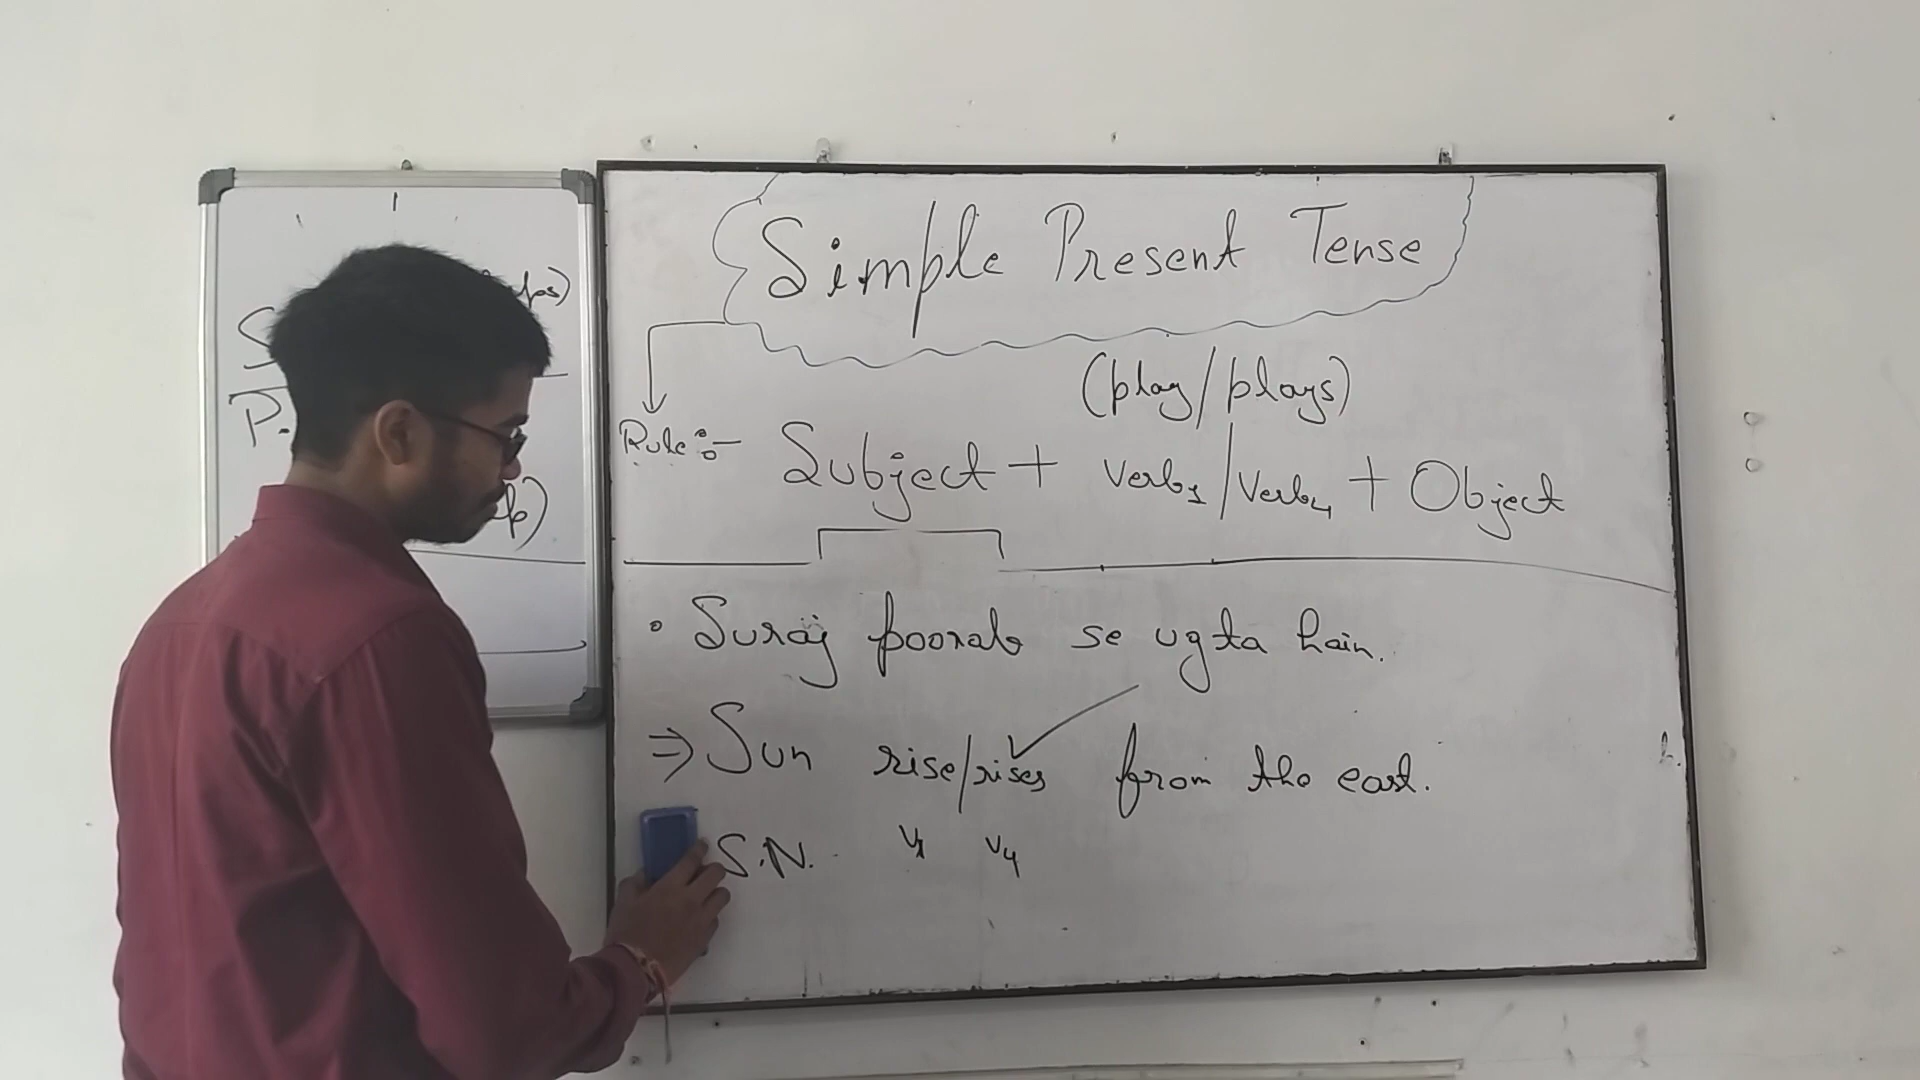 Simple Present Tense
(play/plays)
Rule:- Subject + Verb1/Verb4 + Object
• Suraj poorab se ugta hain.
⇒ Sun rise/rises from the east.
S.N. V1 V4